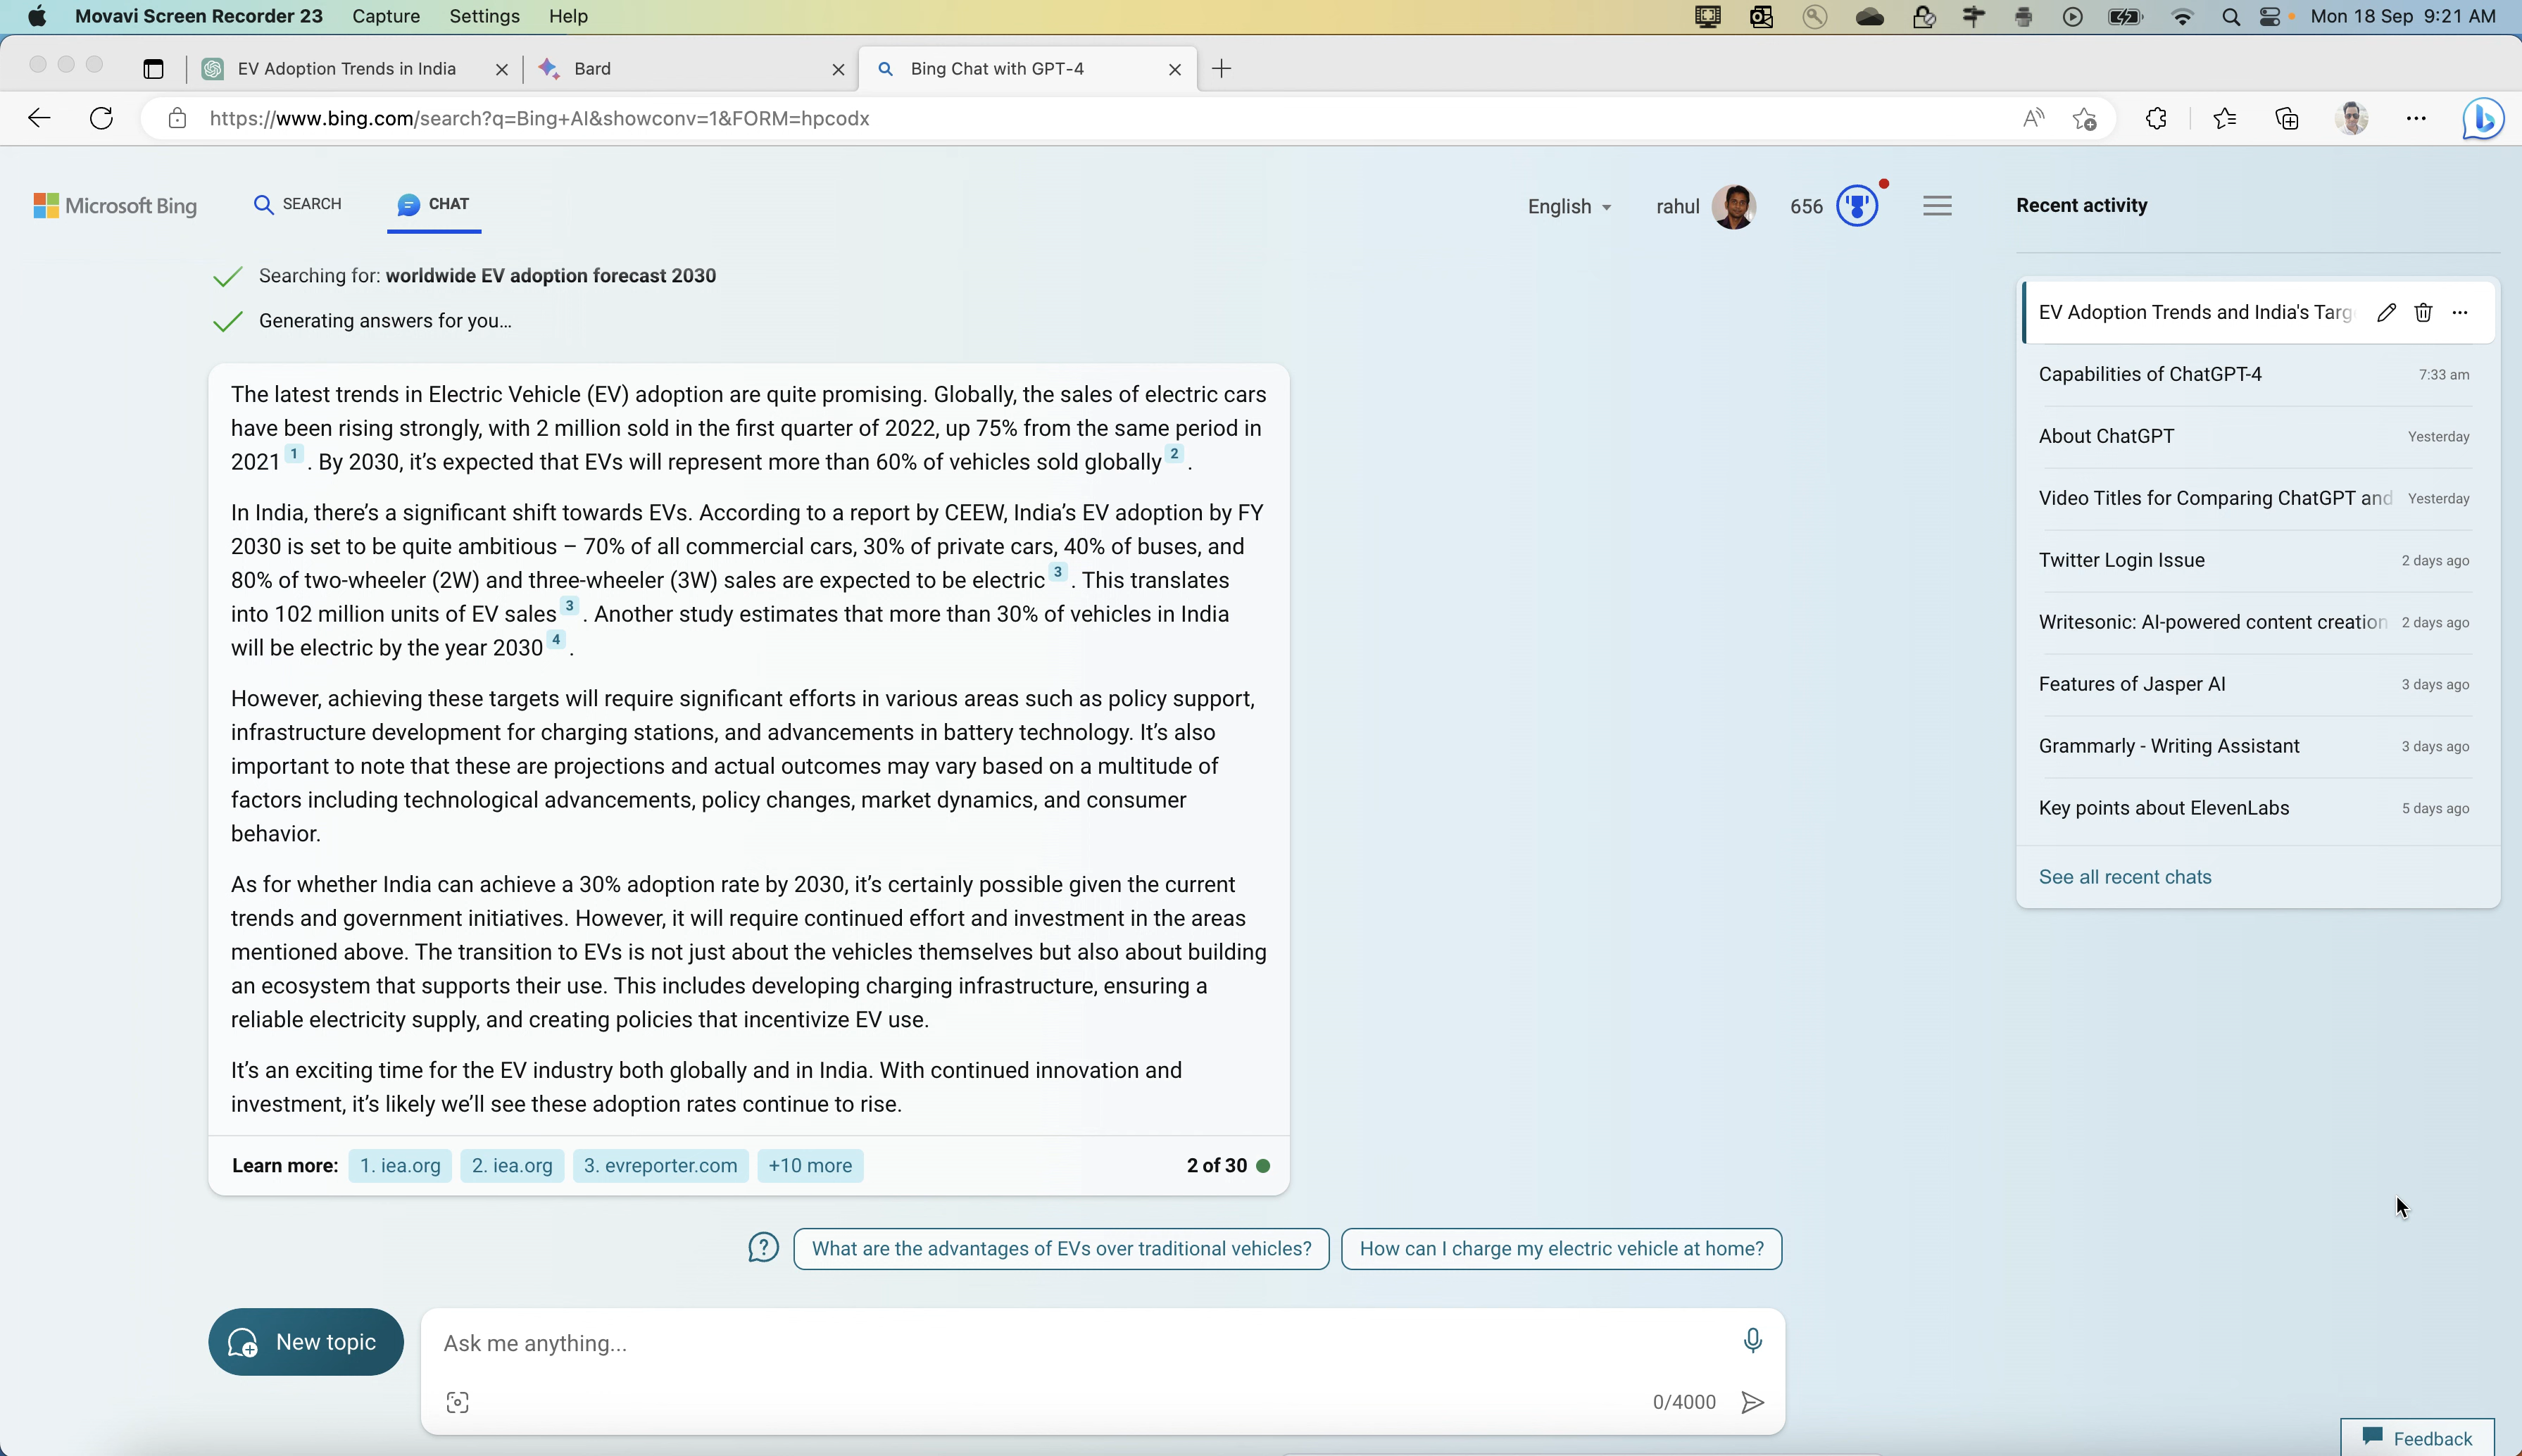 Movavi Screen Recorder 23 Capture Settings Help Mon 18 Sep 9:21 AM
EV Adoption Trends in India Bard Bing Chat with GPT-4
https://www.bing.com/search?q=Bing+AI&showconv=1&FORM=hpcodx
Microsoft Bing SEARCH CHAT English rahul 656
Searching for: worldwide EV adoption forecast 2030
Generating answers for you…
The latest trends in Electric Vehicle (EV) adoption are quite promising. Globally, the sales of electric cars
have been rising strongly, with 2 million sold in the first quarter of 2022, up 75% from the same period in
2021 1 . By 2030, it's expected that EVs will represent more than 60% of vehicles sold globally 2 .
In India, there's a significant shift towards EVs. According to a report by CEEW, India's EV adoption by FY
2030 is set to be quite ambitious – 70% of all commercial cars, 30% of private cars, 40% of buses, and
80% of two-wheeler (2W) and three-wheeler (3W) sales are expected to be electric 3 . This translates
into 102 million units of EV sales 3 . Another study estimates that more than 30% of vehicles in India
will be electric by the year 2030 4 .
However, achieving these targets will require significant efforts in various areas such as policy support,
infrastructure development for charging stations, and advancements in battery technology. It's also
important to note that these are projections and actual outcomes may vary based on a multitude of
factors including technological advancements, policy changes, market dynamics, and consumer
behavior.
As for whether India can achieve a 30% adoption rate by 2030, it's certainly possible given the current
trends and government initiatives. However, it will require continued effort and investment in the areas
mentioned above. The transition to EVs is not just about the vehicles themselves but also about building
an ecosystem that supports their use. This includes developing charging infrastructure, ensuring a
reliable electricity supply, and creating policies that incentivize EV use.
It's an exciting time for the EV industry both globally and in India. With continued innovation and
investment, it's likely we'll see these adoption rates continue to rise.
Learn more: 1. iea.org 2. iea.org 3. evreporter.com +10 more 2 of 30
What are the advantages of EVs over traditional vehicles? How can I charge my electric vehicle at home?
New topic
Ask me anything...
0/4000
Recent activity
EV Adoption Trends and India's Targ
Capabilities of ChatGPT-4 7:33 am
About ChatGPT Yesterday
Video Titles for Comparing ChatGPT and Yesterday
Twitter Login Issue 2 days ago
Writesonic: AI-powered content creation 2 days ago
Features of Jasper AI 3 days ago
Grammarly - Writing Assistant 3 days ago
Key points about ElevenLabs 5 days ago
See all recent chats
Feedback